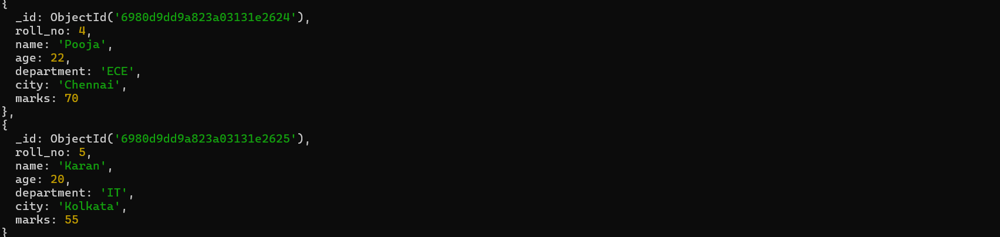 {
  _id: ObjectId('6980d9dd9a823a03131e2624'),
  roll_no: 4,
  name: 'Pooja',
  age: 22,
  department: 'ECE',
  city: 'Chennai',
  marks: 70
},
{
  _id: ObjectId('6980d9dd9a823a03131e2625'),
  roll_no: 5,
  name: 'Karan',
  age: 20,
  department: 'IT',
  city: 'Kolkata',
  marks: 55
}